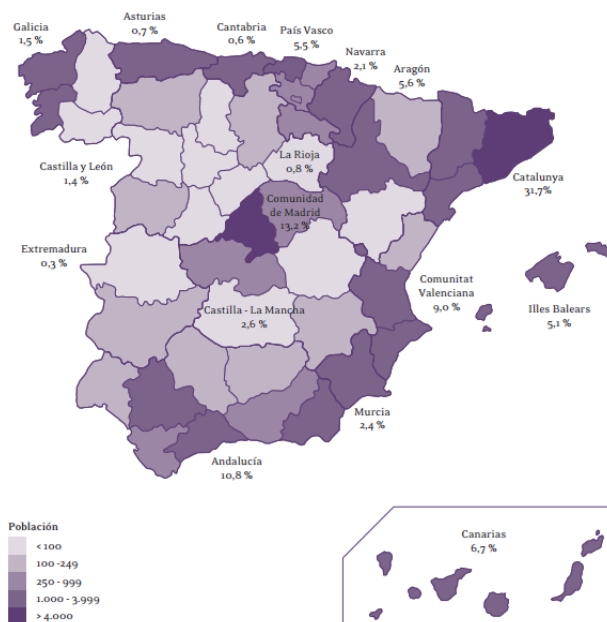 Galicia
1,5 %
Asturias
0,7 %
Cantabria
0,6 %
País Vasco
5,5 %
Navarra
2,1 %
Aragón
5,6 %
Castilla y León
1,4 %
La Rioja
0,8 %
Catalunya
31,7%
Comunidad
de Madrid
13,2 %
Extremadura
0,3 %
Castilla - La Mancha
2,6 %
Comunitat
Valenciana
9,0 %
Illes Balears
5,1 %
Murcia
2,4 %
Andalucía
10,8 %
Canarias
6,7 %
Población
< 100
100 -249
250 - 999
1.000 - 3.999
> 4.000